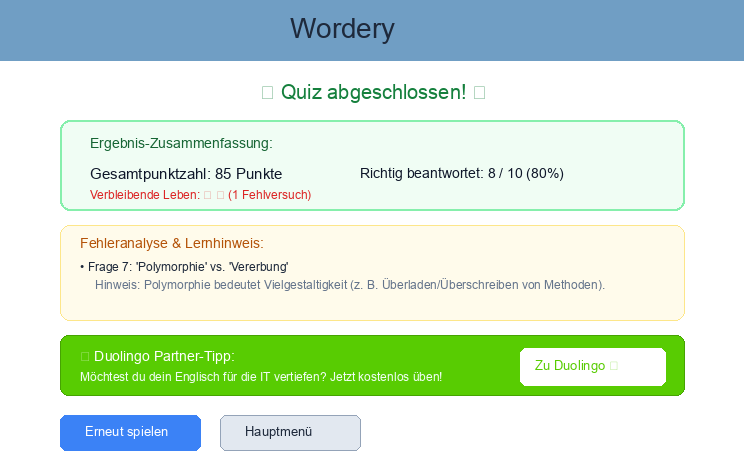 Wordery
Quiz abgeschlossen!
Ergebnis-Zusammenfassung:
Gesamtpunktzahl: 85 Punkte
Richtig beantwortet: 8 / 10 (80%)
Verbleibende Leben: (1 Fehlversuch)
Fehleranalyse & Lernhinweis:
• Frage 7: 'Polymorphie' vs. 'Vererbung'
Hinweis: Polymorphie bedeutet Vielgestaltigkeit (z. B. Überladen/Überschreiben von Methoden).
Duolingo Partner-Tipp:
Möchtest du dein Englisch für die IT vertiefen? Jetzt kostenlos üben!
Zu Duolingo
Erneut spielen
Hauptmenü